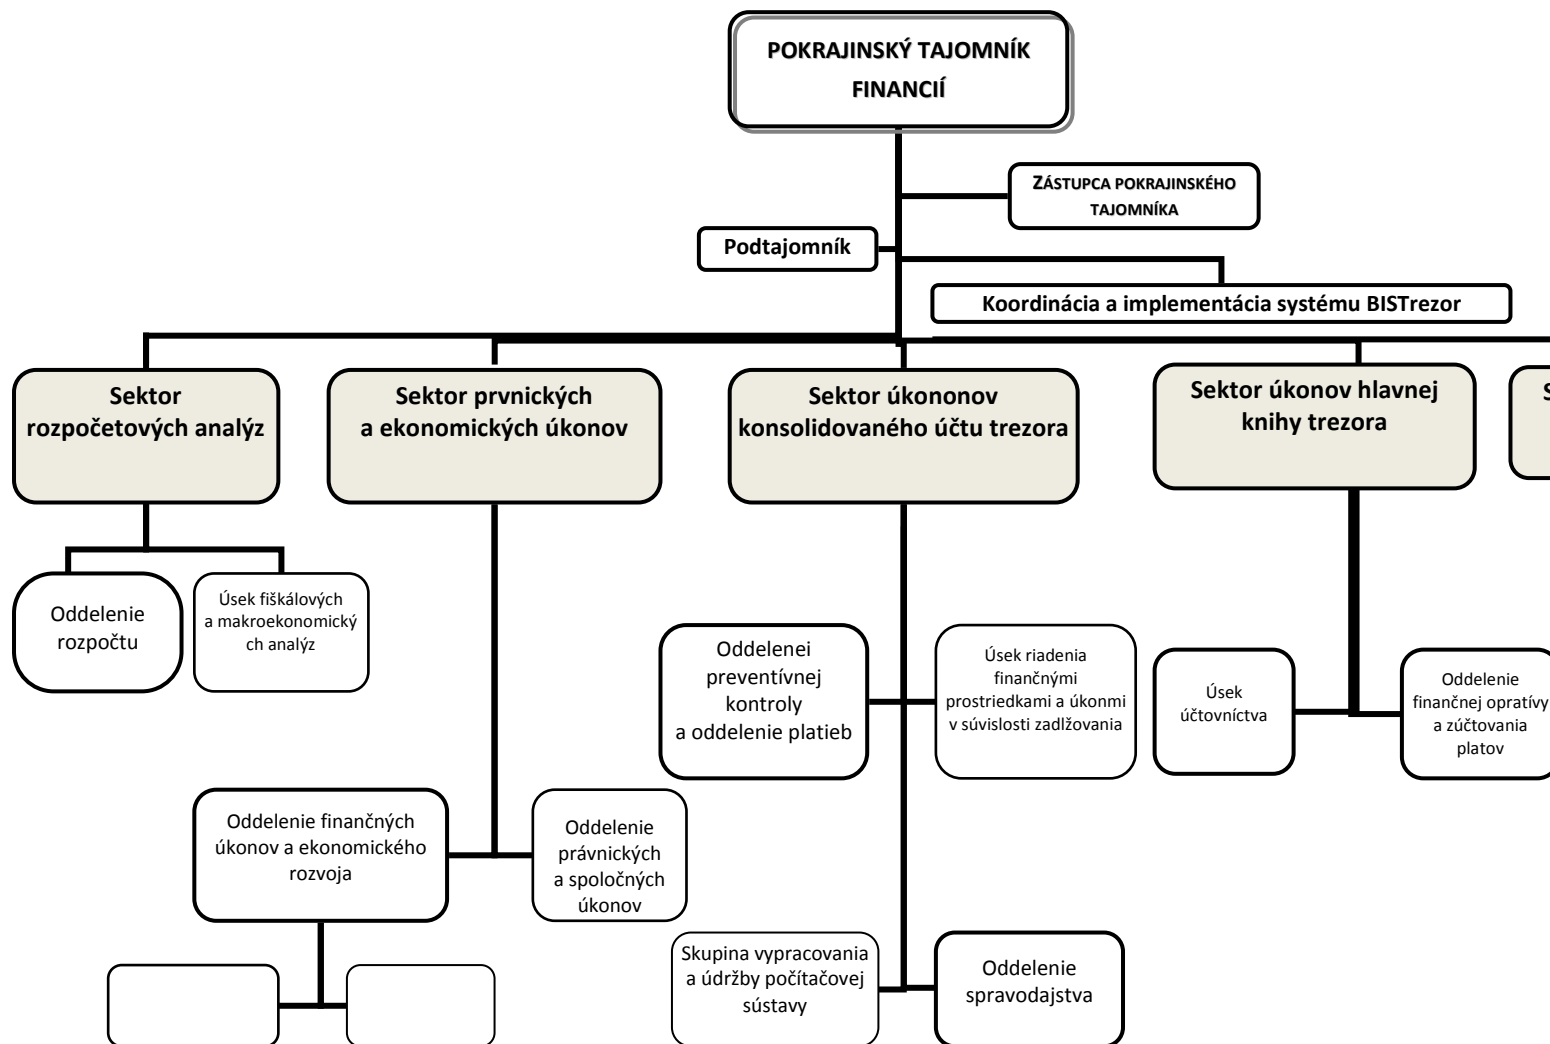 POKRAJINSKÝ TAJOMNÍK
FINANCIÍ
ZÁSTUPCA POKRAJINSKÉHO
TAJOMNÍKA
Podtajomník
Koordinácia a implementácia systému BISTrezor
Sektor
rozpočetových analýz
Sektor prvnických
a ekonomických úkonov
Sektor úkononov
konsolidovaného účtu trezora
Sektor úkonov hlavnej
knihy trezora
S
Oddelenie
rozpočtu
Úsek fiškálových
a makroekonomický
ch analýz
Oddelenei
preventívnej
kontroly
a oddelenie platieb
Úsek riadenia
finančnými
prostriedkami a úkonmi
v súvislosti zadlžovania
Úsek
účtovníctva
Oddelenie
finančnej opratívy
a zúčtovania
platov
Oddelenie finančných
úkonov a ekonomického
rozvoja
Oddelenie
právnických
a spoločných
úkonov
Skupina vypracovania
a údržby počítačovej
sústavy
Oddelenie
spravodajstva